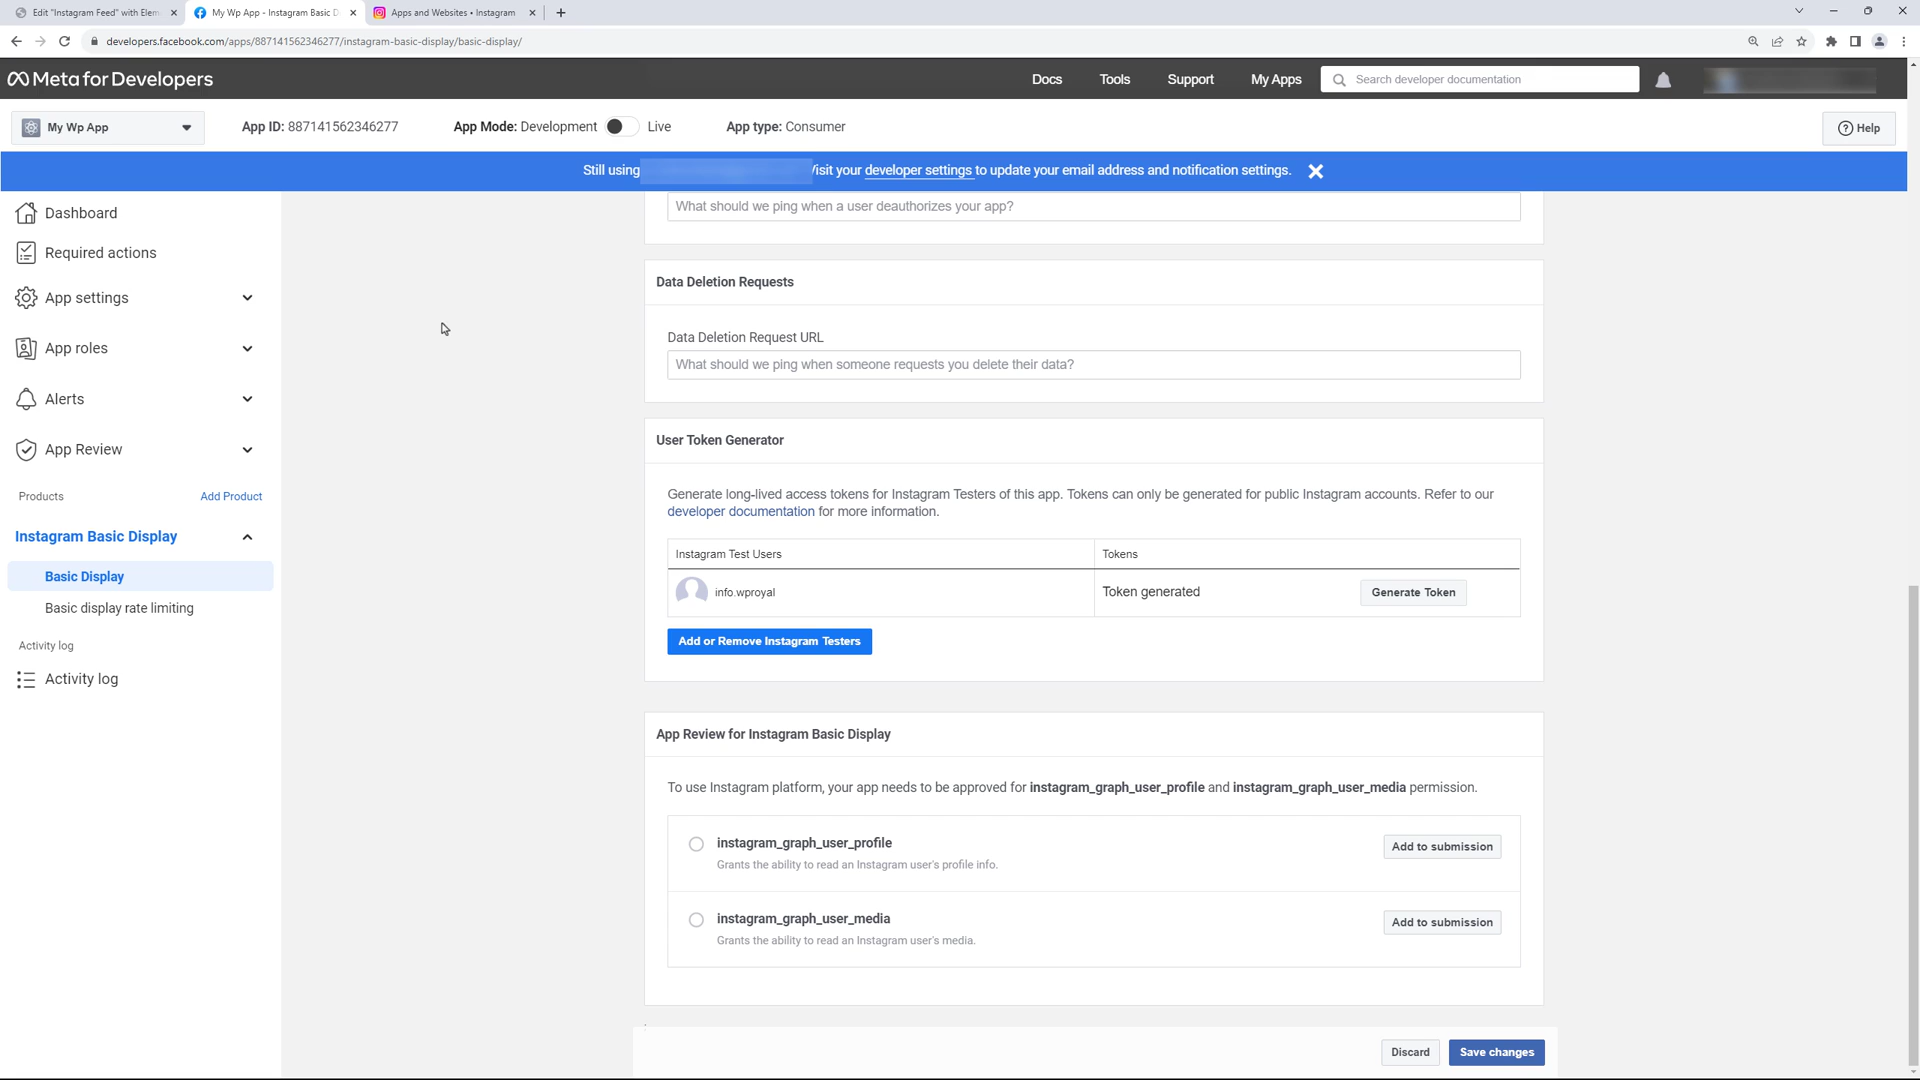 Edit "Instagram Feed" with Elem
My Wp App - Instagram Basic D
Apps and Websites • Instagram
developers.facebook.com/apps/887141562346277/instagram-basic-display/basic-display/
Meta for Developers
Docs
Tools
Support
My Apps
Search developer documentation
My Wp App
App ID: 887141562346277
App Mode: Development
Live
App type: Consumer
Help
Still using
isit your developer settings to update your email address and notification settings.
Dashboard
Required actions
App settings
App roles
Alerts
App Review
Products
Add Product
Instagram Basic Display
Basic Display
Basic display rate limiting
Activity log
Activity log
What should we ping when a user deauthorizes your app?
Data Deletion Requests
Data Deletion Request URL
What should we ping when someone requests you delete their data?
User Token Generator
Generate long-lived access tokens for Instagram Testers of this app. Tokens can only be generated for public Instagram accounts. Refer to our
developer documentation for more information.
Instagram Test Users
Tokens
info.wproyal
Token generated
Generate Token
Add or Remove Instagram Testers
App Review for Instagram Basic Display
To use Instagram platform, your app needs to be approved for instagram_graph_user_profile and instagram_graph_user_media permission.
instagram_graph_user_profile
Grants the ability to read an Instagram user's profile info.
Add to submission
instagram_graph_user_media
Grants the ability to read an Instagram user's media.
Add to submission
Discard
Save changes